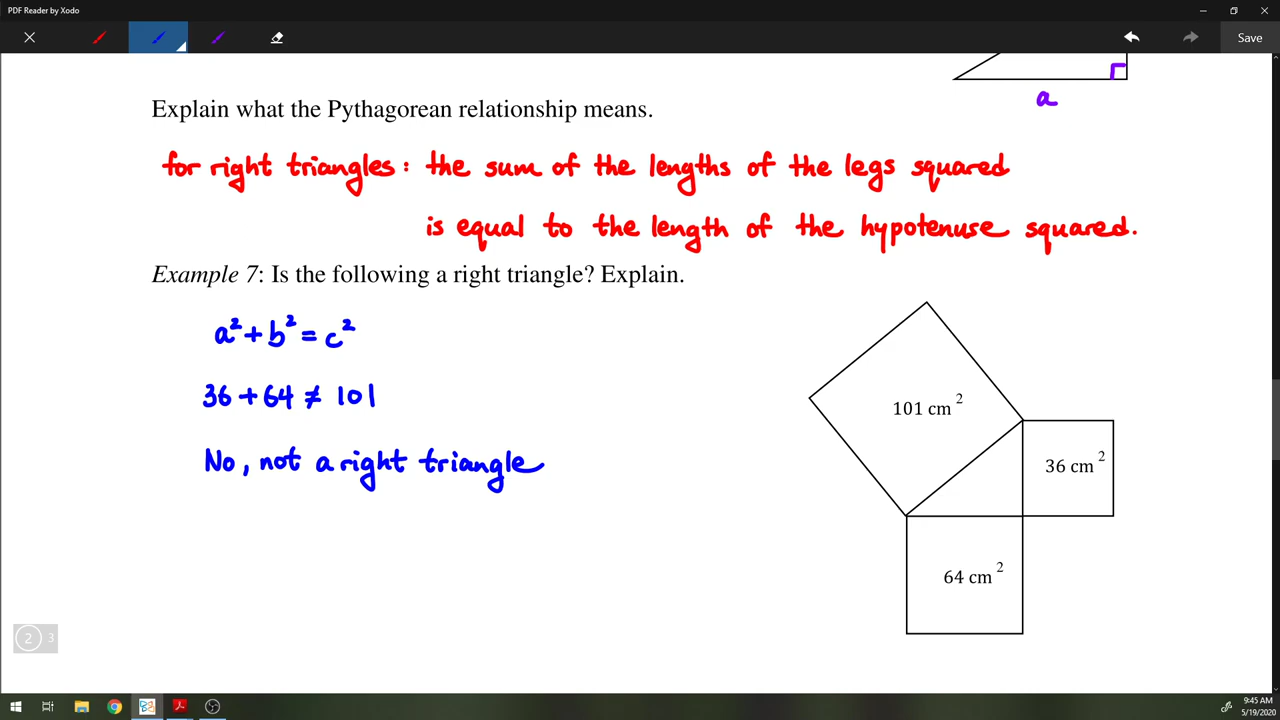 PDF Reader by Xodo
Save
a
Explain what the Pythagorean relationship means.
for right triangles: the sum of the lengths of the legs squared
is equal to the length of the hypotenuse squared.
Example 7: Is the following a right triangle? Explain.
a² + b² = c²
36 + 64 ≠ 101
No, not a right triangle
101 cm²
36 cm²
64 cm²
2 3
9:45 AM
5/19/2020